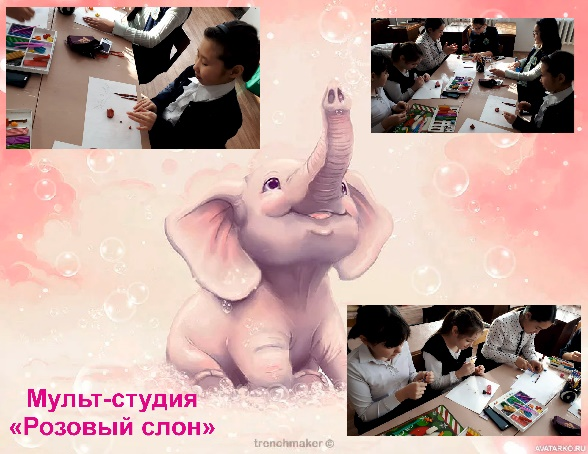 Мульт-студия
«Розовый слон»
trenchmaker ®
AVATARKO.RU